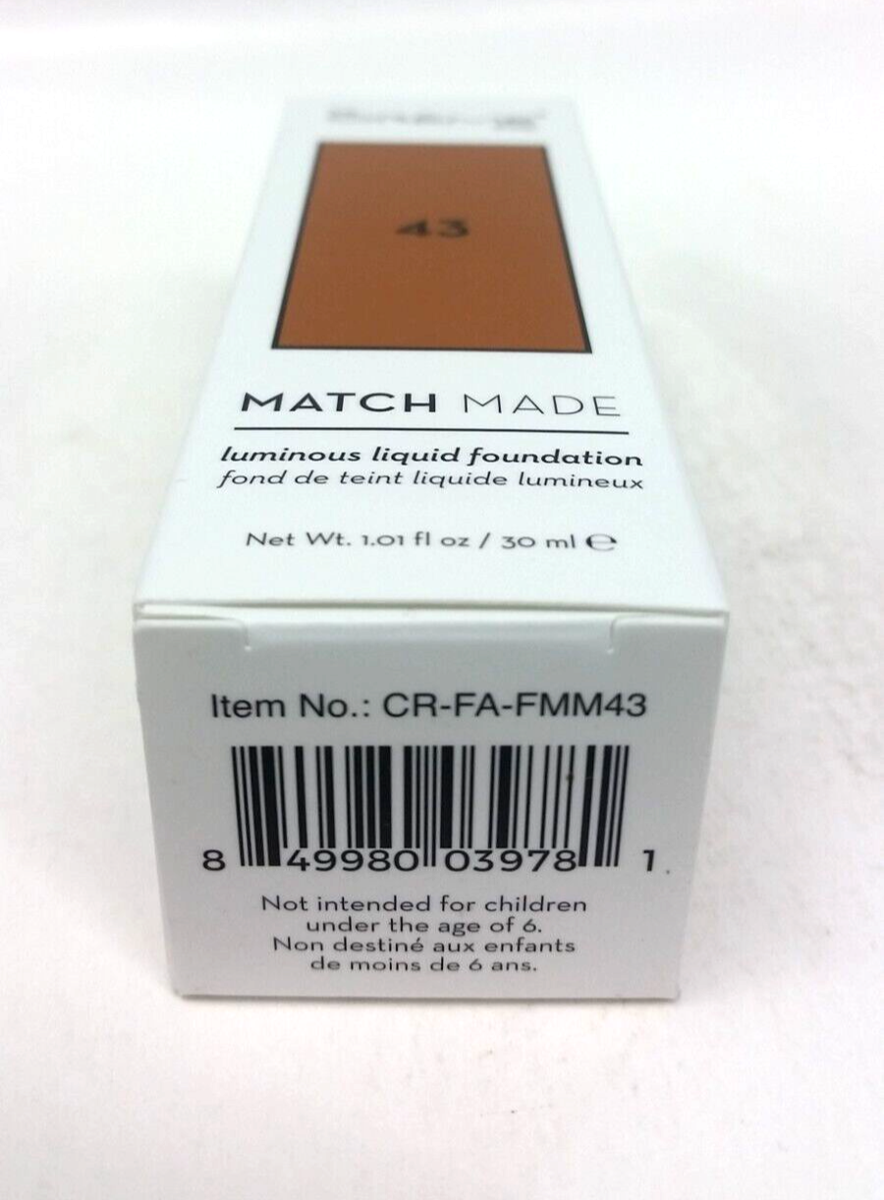 43
MATCH MADE
luminous liquid foundation
fond de teint liquide lumineux
Net Wt. 1.01 fl oz / 30 ml ℮
Item No.: CR-FA-FMM43
8 49980 03978 1
Not intended for children
under the age of 6.
Non destiné aux enfants
de moins de 6 ans.